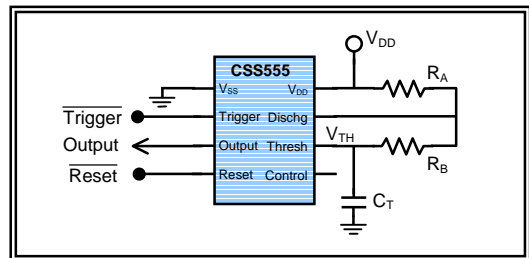 V_DD
CSS555
R_A
V_SS V_DD
Trigger Trigger Dischg
V_TH
Output Output Thresh
R_B
Reset Reset Control
C_T